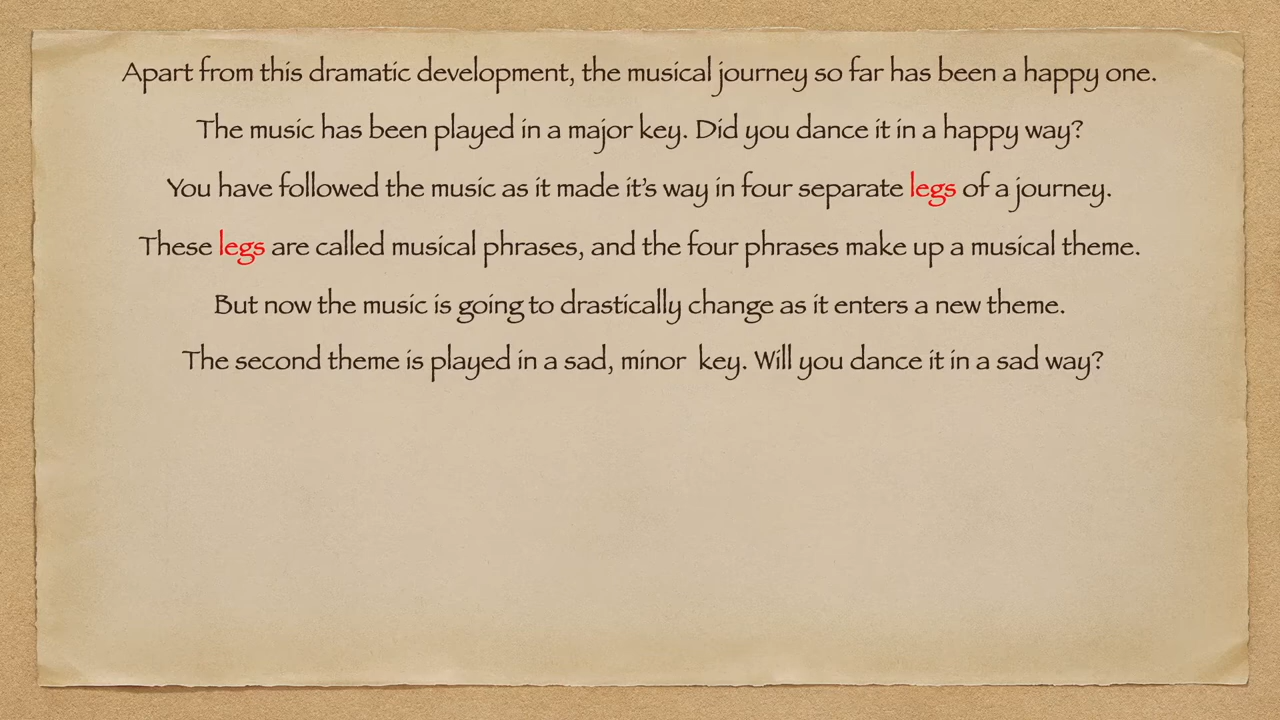 Apart from this dramatic development, the musical journey so far has been a happy one.
The music has been played in a major key. Did you dance it in a happy way?
You have followed the music as it made it's way in four separate legs of a journey.
These legs are called musical phrases, and the four phrases make up a musical theme.
But now the music is going to drastically change as it enters a new theme.
The second theme is played in a sad, minor  key. Will you dance it in a sad way?